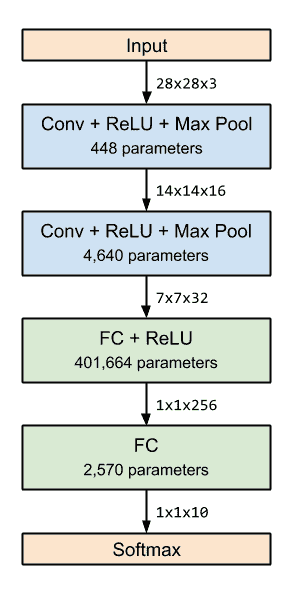 Input
28x28x3
Conv + ReLU + Max Pool
448 parameters
14x14x16
Conv + ReLU + Max Pool
4,640 parameters
7x7x32
FC + ReLU
401,664 parameters
1x1x256
FC
2,570 parameters
1x1x10
Softmax